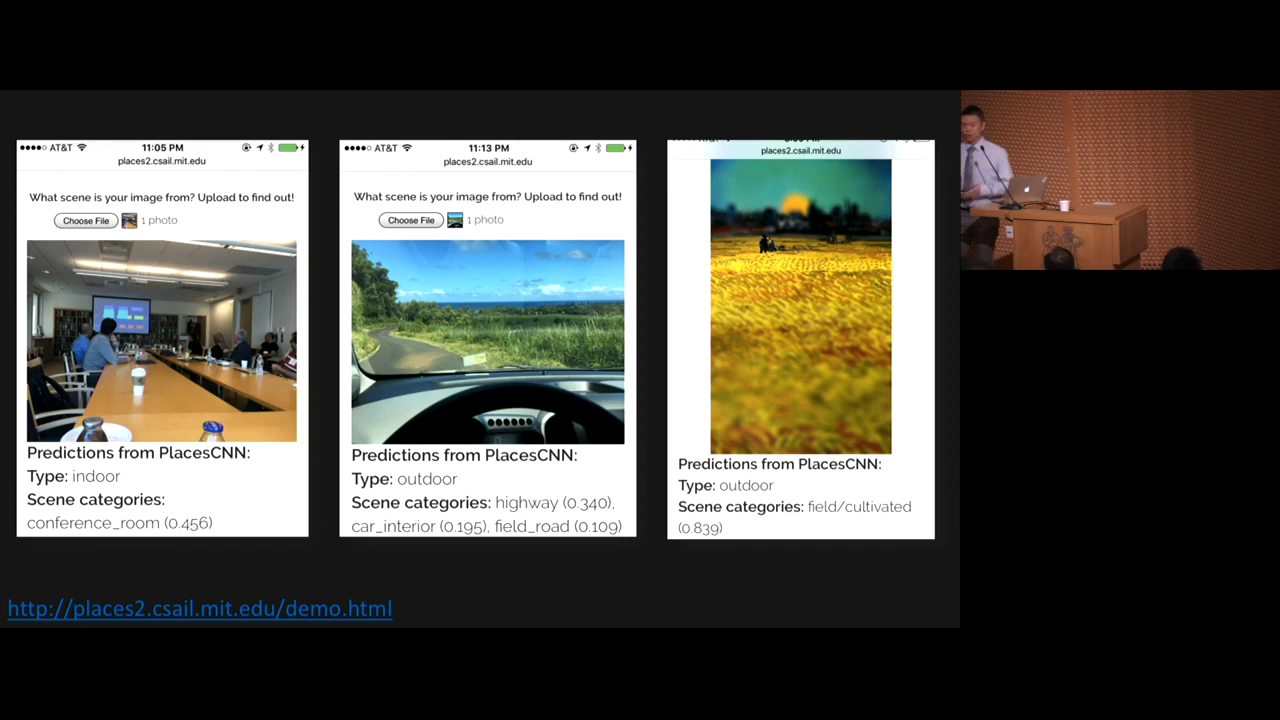 ●●●●○ AT&T 11:05 PM
places2.csail.mit.edu
What scene is your image from? Upload to find out!
Choose File 1 photo
Predictions from PlacesCNN:
Type: indoor
Scene categories:
conference_room (0.456)
●●●●○ AT&T 11:13 PM
places2.csail.mit.edu
What scene is your image from? Upload to find out!
Choose File 1 photo
Predictions from PlacesCNN:
Type: outdoor
Scene categories: highway (0.340),
car_interior (0.195), field_road (0.109)
places2.csail.mit.edu
Predictions from PlacesCNN:
Type: outdoor
Scene categories: field/cultivated
(0.839)
http://places2.csail.mit.edu/demo.html